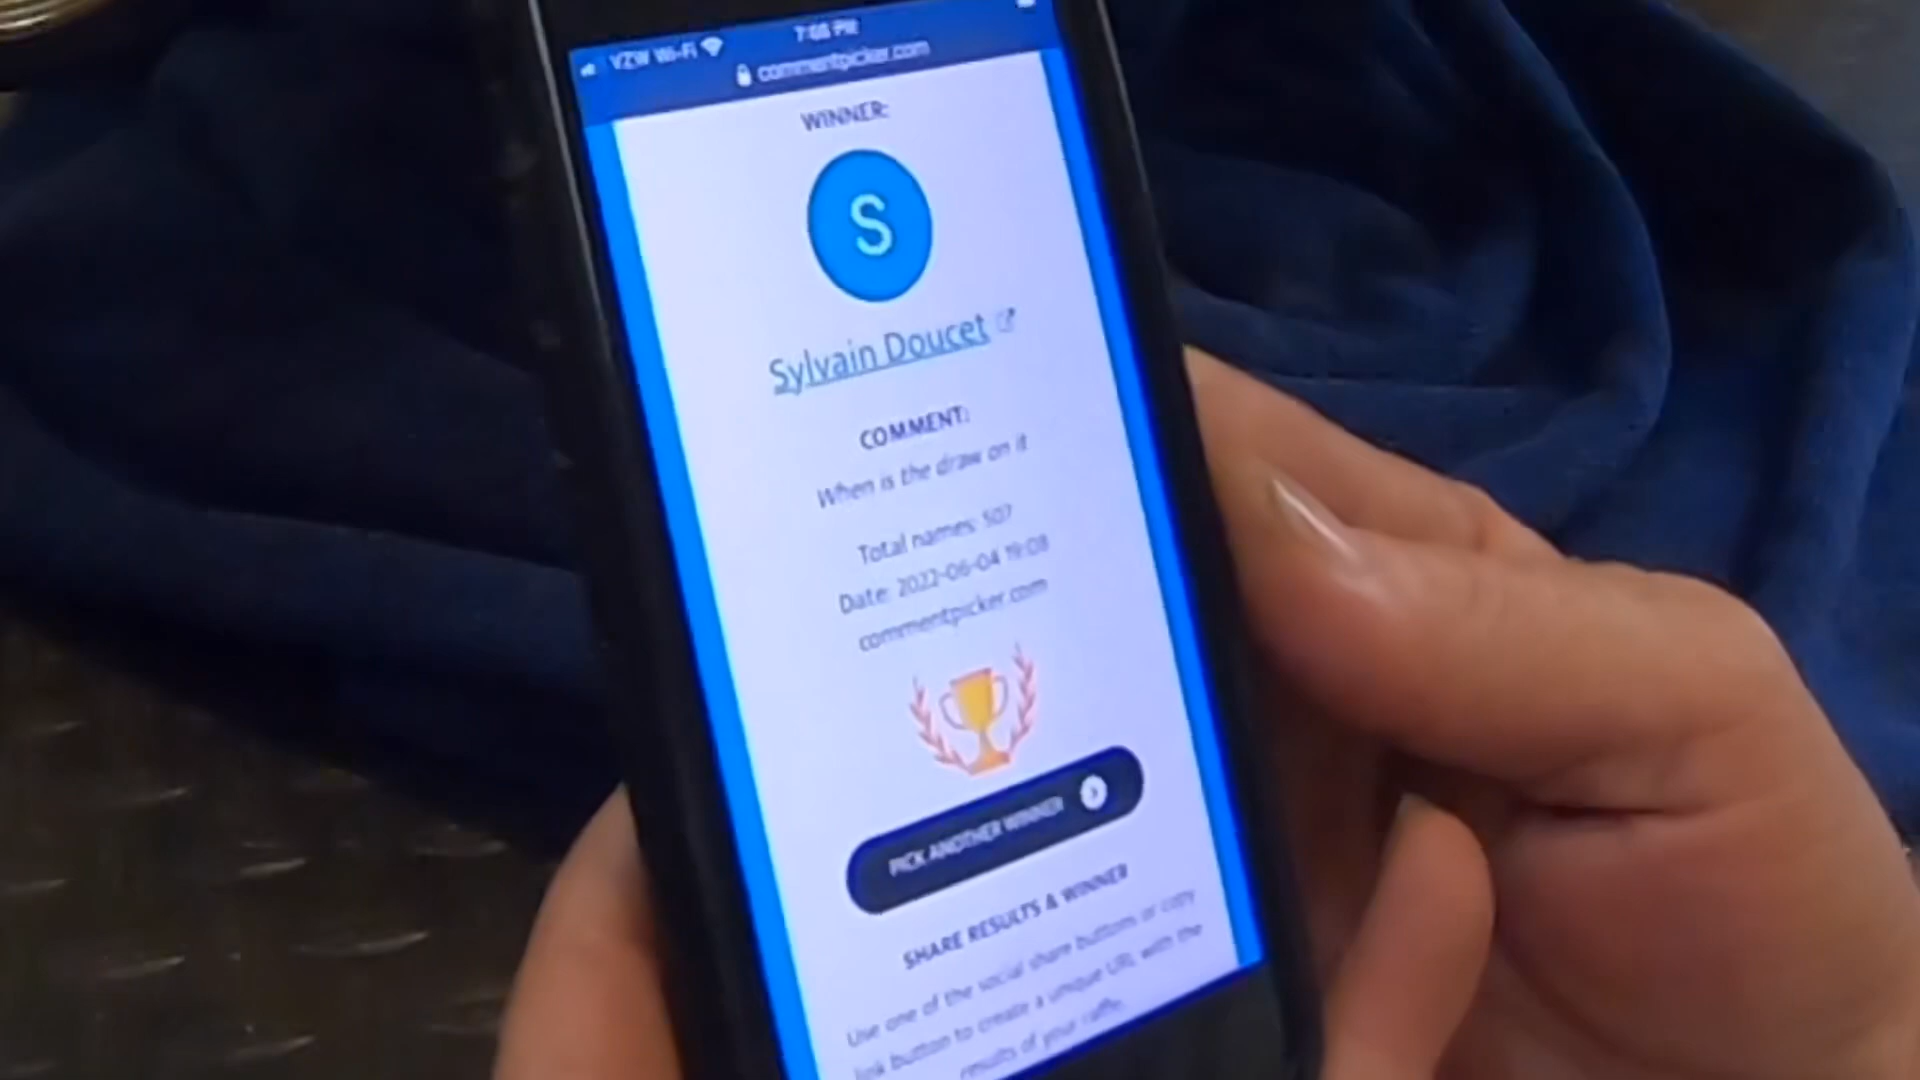 VZW Wi-Fi
7:08 PM
commentpicker.com
WINNER:
S
Sylvain Doucet
COMMENT:
When is the draw on it
Total names: 507
Date: 2022-06-04 19:08
commentpicker.com
PICK ANOTHER WINNER
SHARE RESULTS & WINNER
Use one of the social share buttons or copy
link button to create a unique URL with the
results of your raffle.